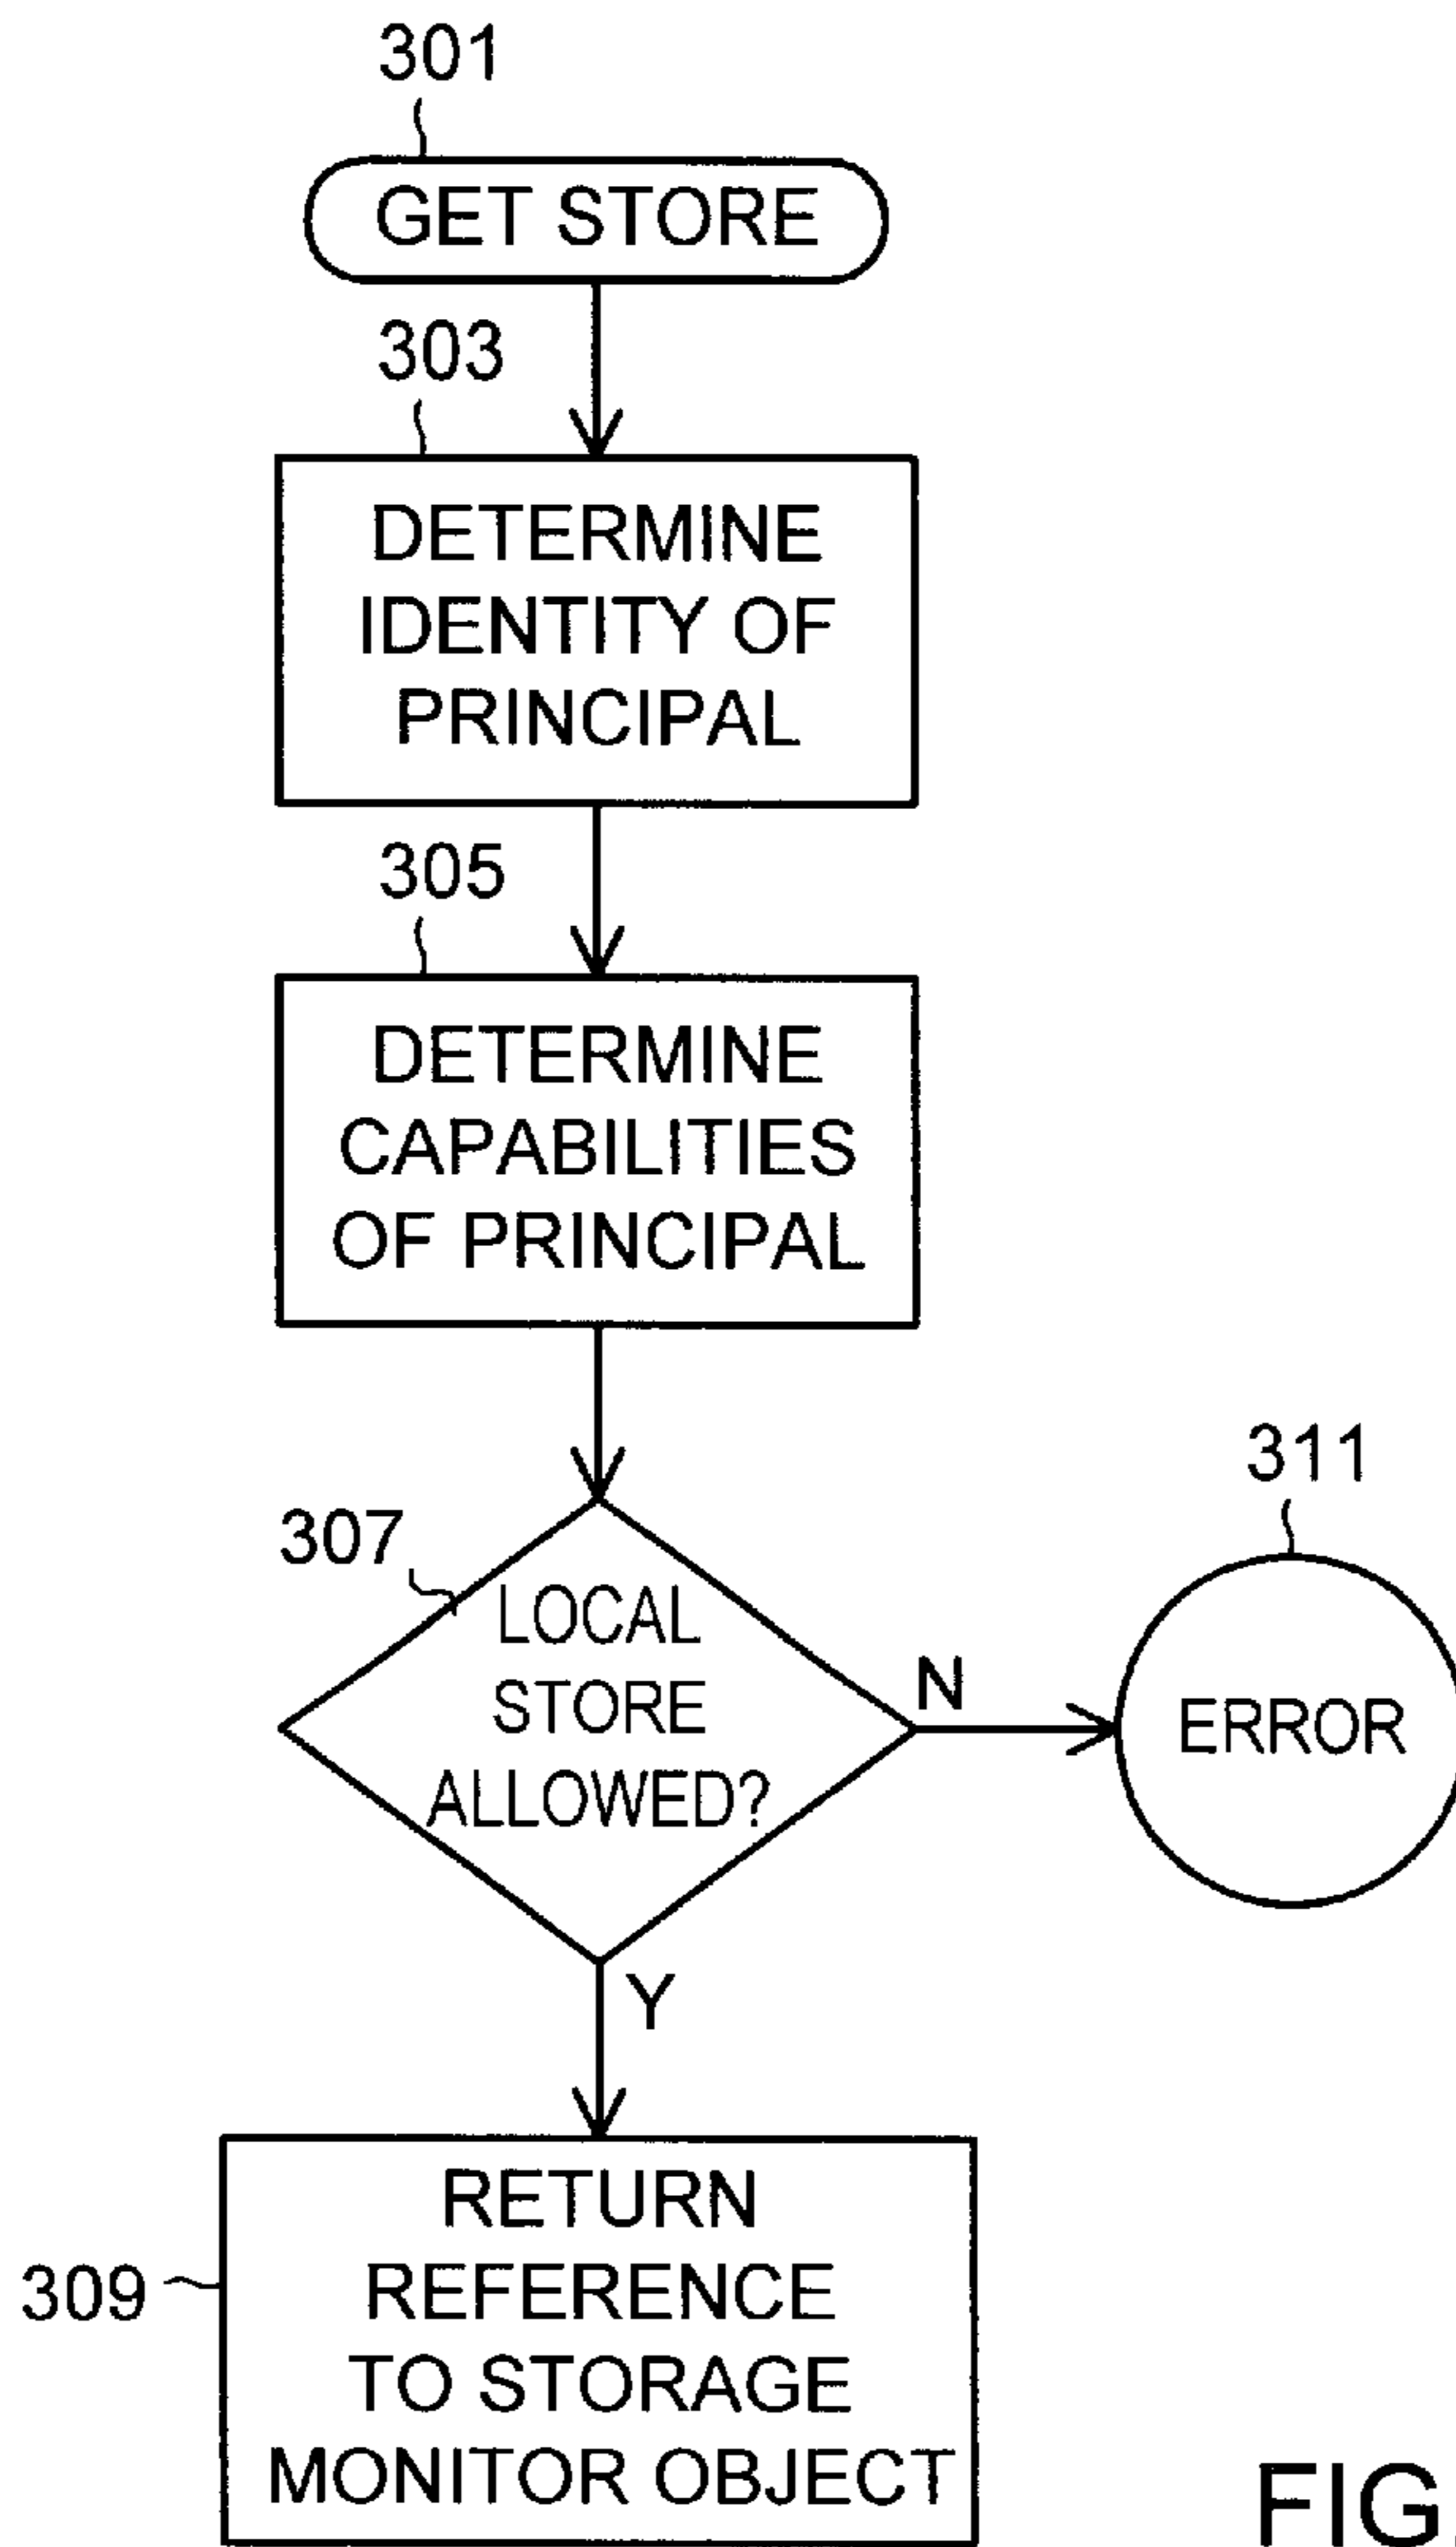 301
GET STORE
303
DETERMINE
IDENTITY OF
PRINCIPAL
305
DETERMINE
CAPABILITIES
OF PRINCIPAL
307
LOCAL
STORE
ALLOWED?
N
311
ERROR
Y
309
RETURN
REFERENCE
TO STORAGE
MONITOR OBJECT
FIG.